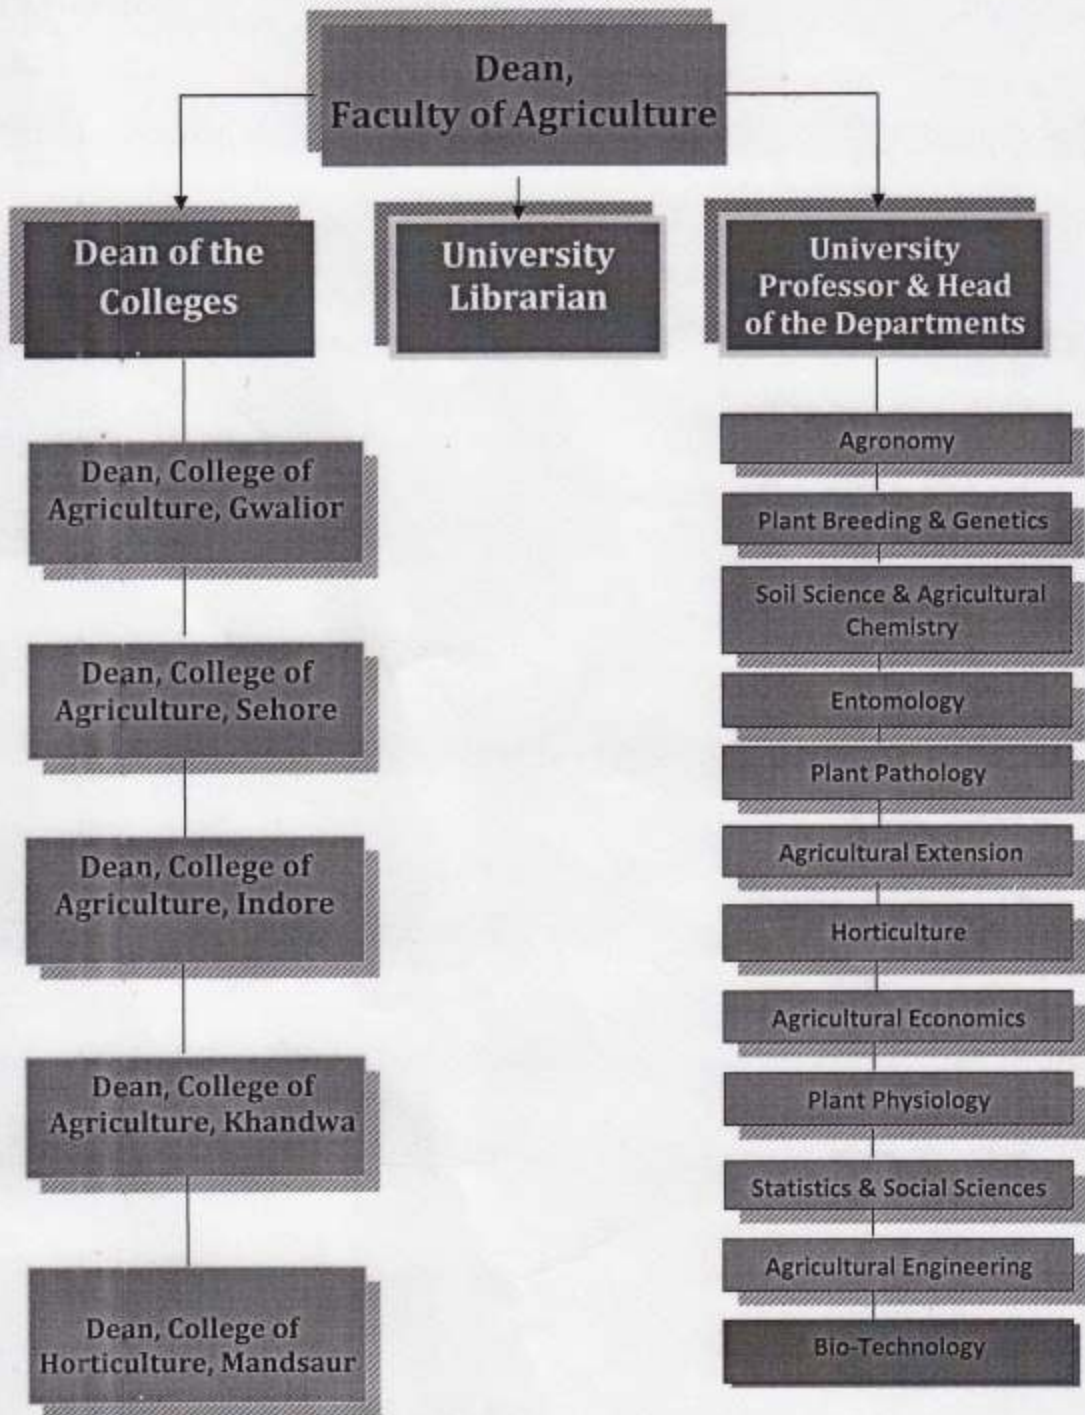 Dean,
Faculty of Agriculture
Dean of the
Colleges
University
Librarian
University
Professor & Head
of the Departments
Dean, College of
Agriculture, Gwalior
Dean, College of
Agriculture, Sehore
Dean, College of
Agriculture, Indore
Dean, College of
Agriculture, Khandwa
Dean, College of
Horticulture, Mandsaur
Agronomy
Plant Breeding & Genetics
Soil Science & Agricultural
Chemistry
Entomology
Plant Pathology
Agricultural Extension
Horticulture
Agricultural Economics
Plant Physiology
Statistics & Social Sciences
Agricultural Engineering
Bio-Technology